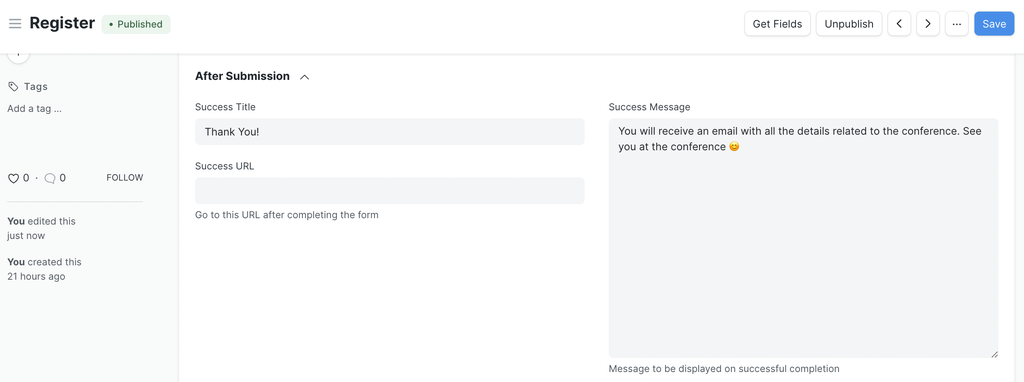 Register
• Published
Get Fields
Unpublish
...
Save
Tags
Add a tag ...
0 · 0
FOLLOW
You edited this
just now
You created this
21 hours ago
After Submission
Success Title
Thank You!
Success URL
Go to this URL after completing the form
Success Message
You will receive an email with all the details related to the conference. See
you at the conference 😊
Message to be displayed on successful completion